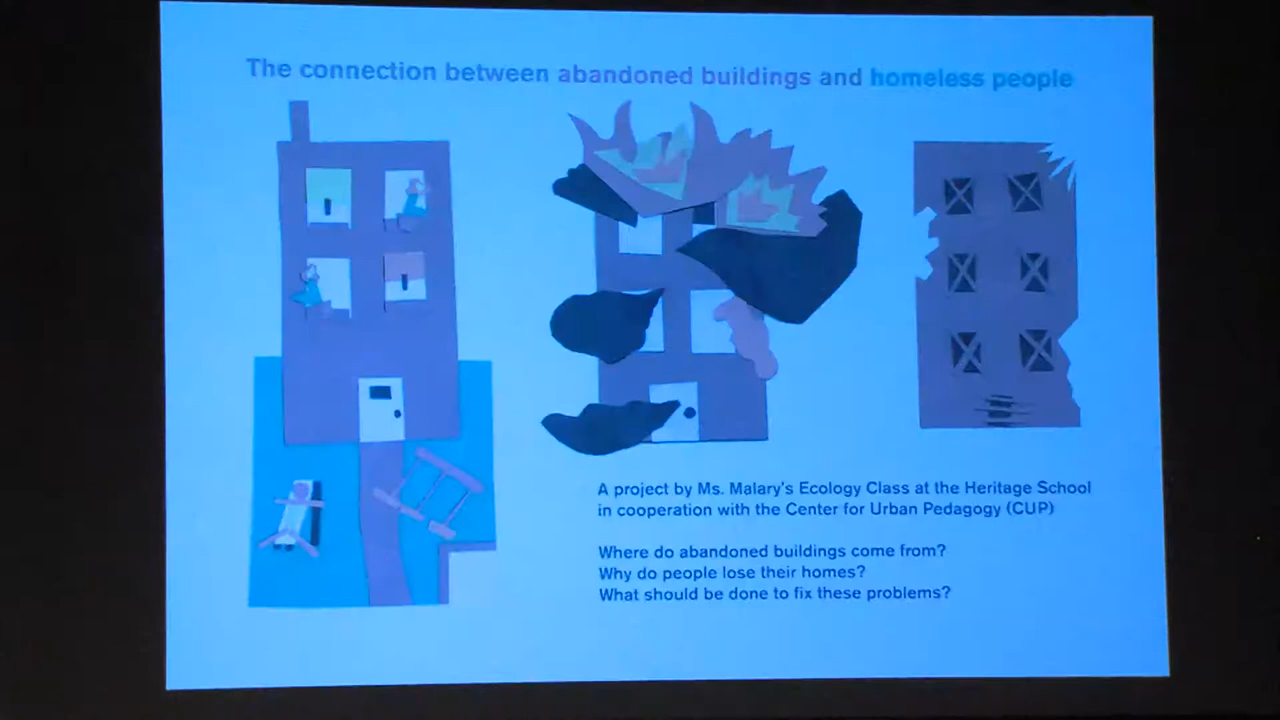 The connection between abandoned buildings and homeless people
A project by Ms. Malary's Ecology Class at the Heritage School
in cooperation with the Center for Urban Pedagogy (CUP)
Where do abandoned buildings come from?
Why do people lose their homes?
What should be done to fix these problems?